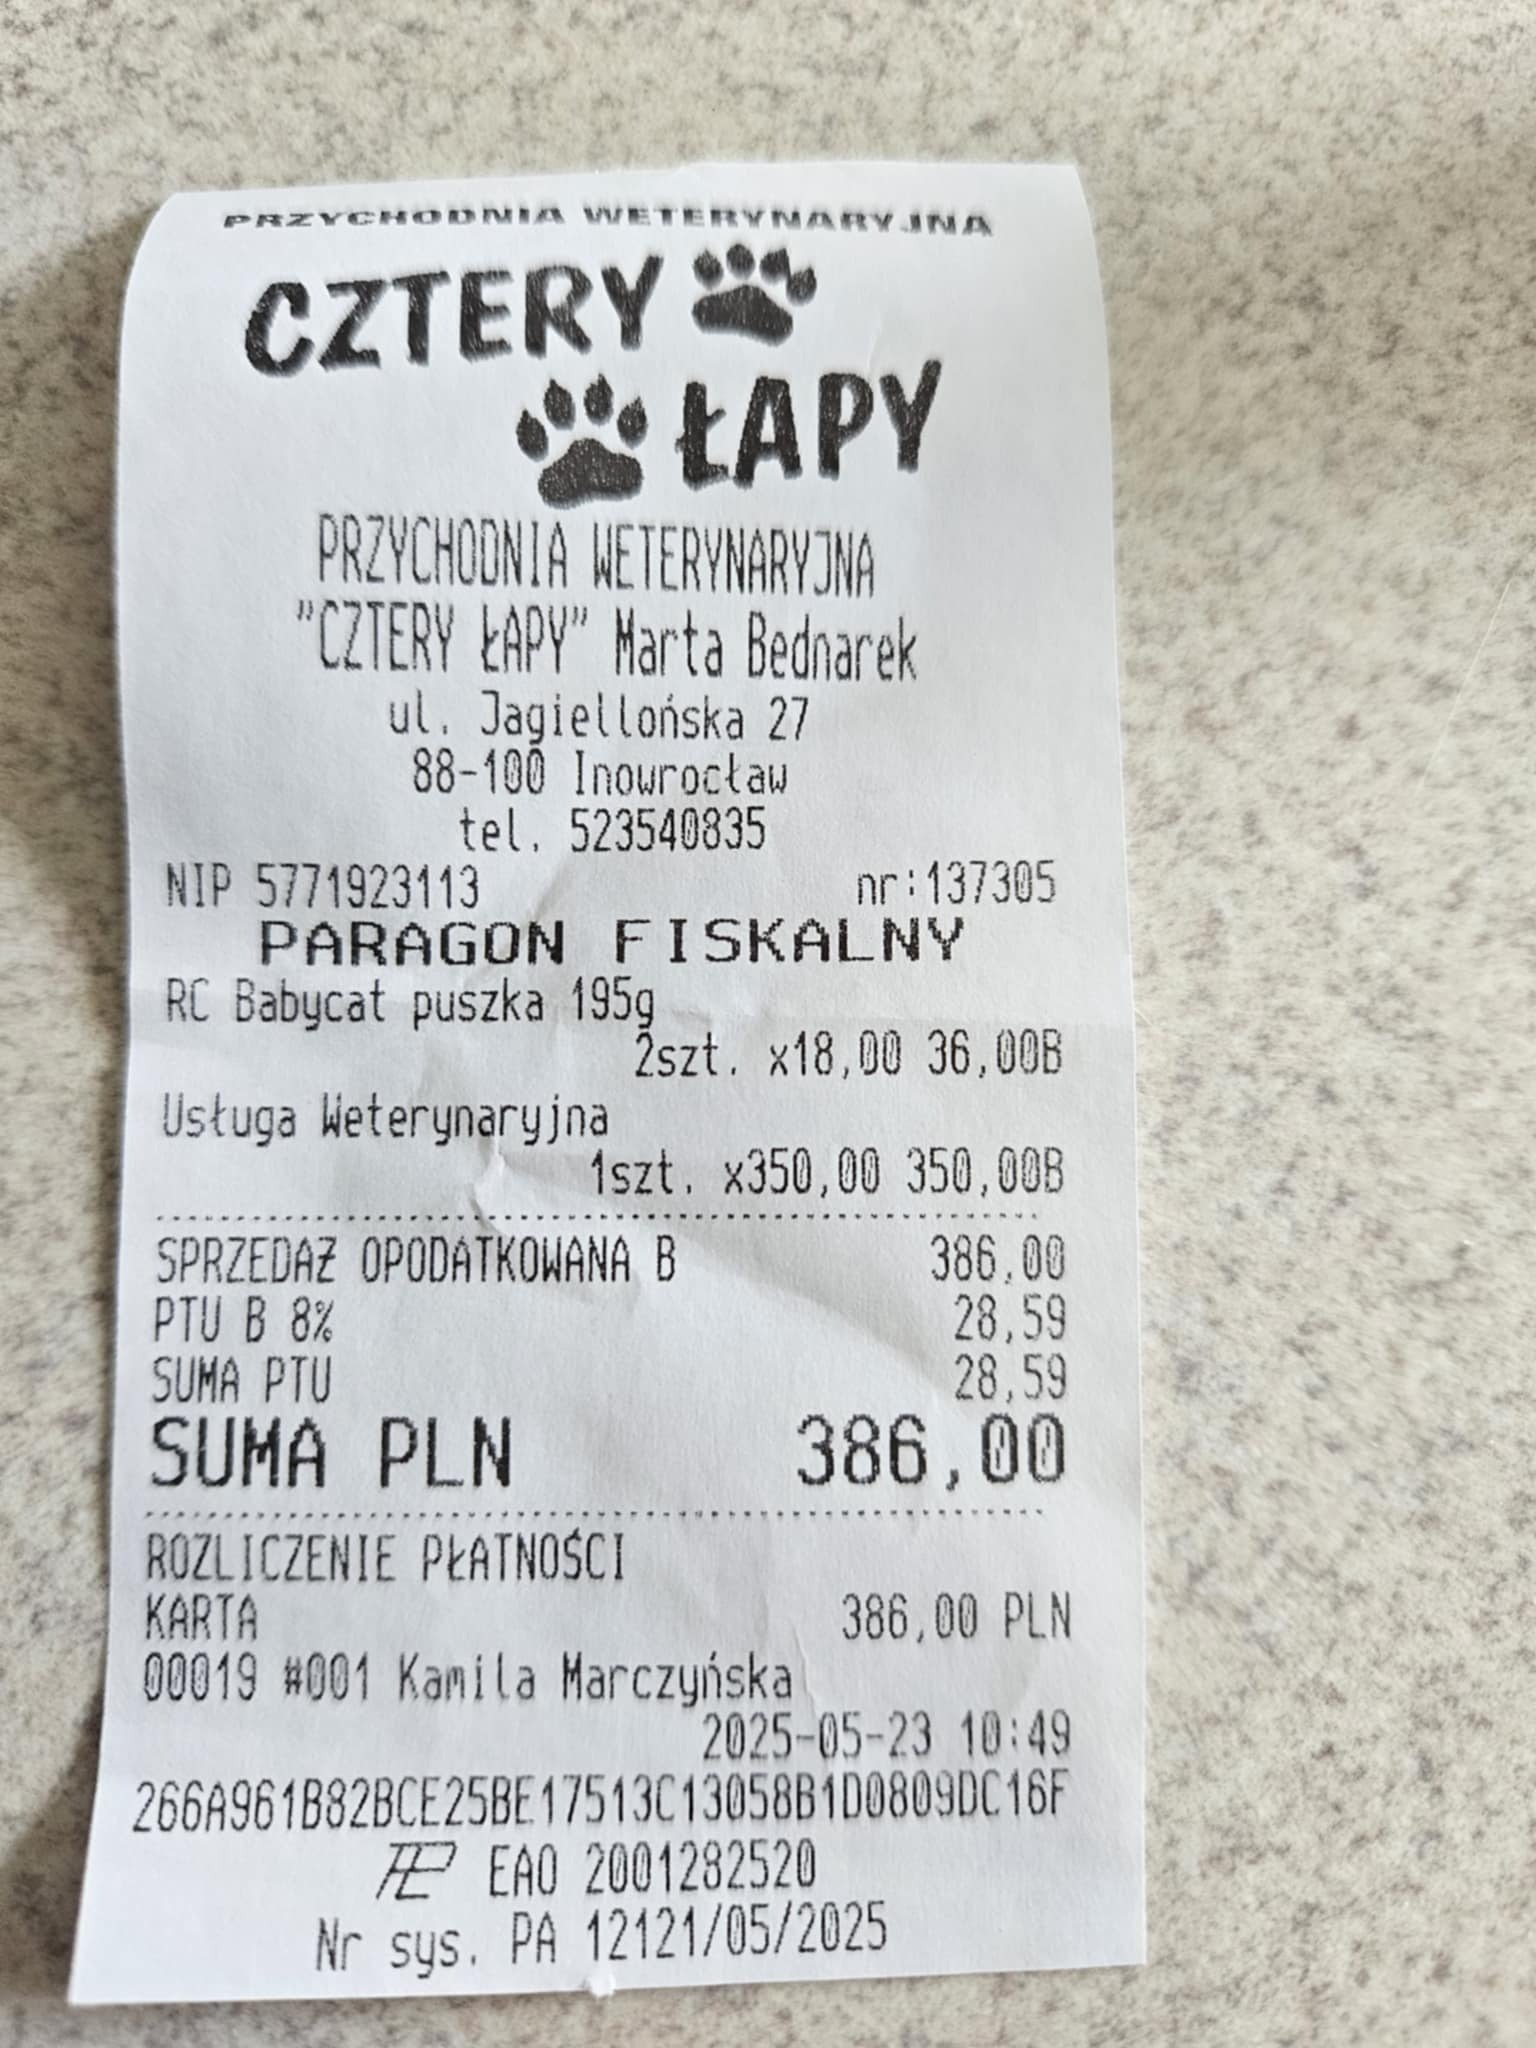 PRZYCHODNIA WETERYNARYJNA
CZTERY
ŁAPY
PRZYCHODNIA WETERYNARYJNA
"CZTERY ŁAPY" Marta Bednarek
ul. Jagiellońska 27
88-100 Inowrocław
tel. 523540835
NIP 5771923113 nr:137305
PARAGON FISKALNY
RC Babycat puszka 195g
2szt. x18,00 36,00B
Usługa Weterynaryjna
1szt. x350,00 350,00B
SPRZEDAŻ OPODATKOWANA B 386,00
PTU B 8% 28,59
SUMA PTU 28,59
SUMA PLN 386,00
ROZLICZENIE PŁATNOŚCI
KARTA 386,00 PLN
00019 #001 Kamila Marczyńska
2025-05-23 10:49
266A961B82BCE25BE17513C13058B1D0809DC16F
EAO 2001282520
Nr sys. PA 12121/05/2025